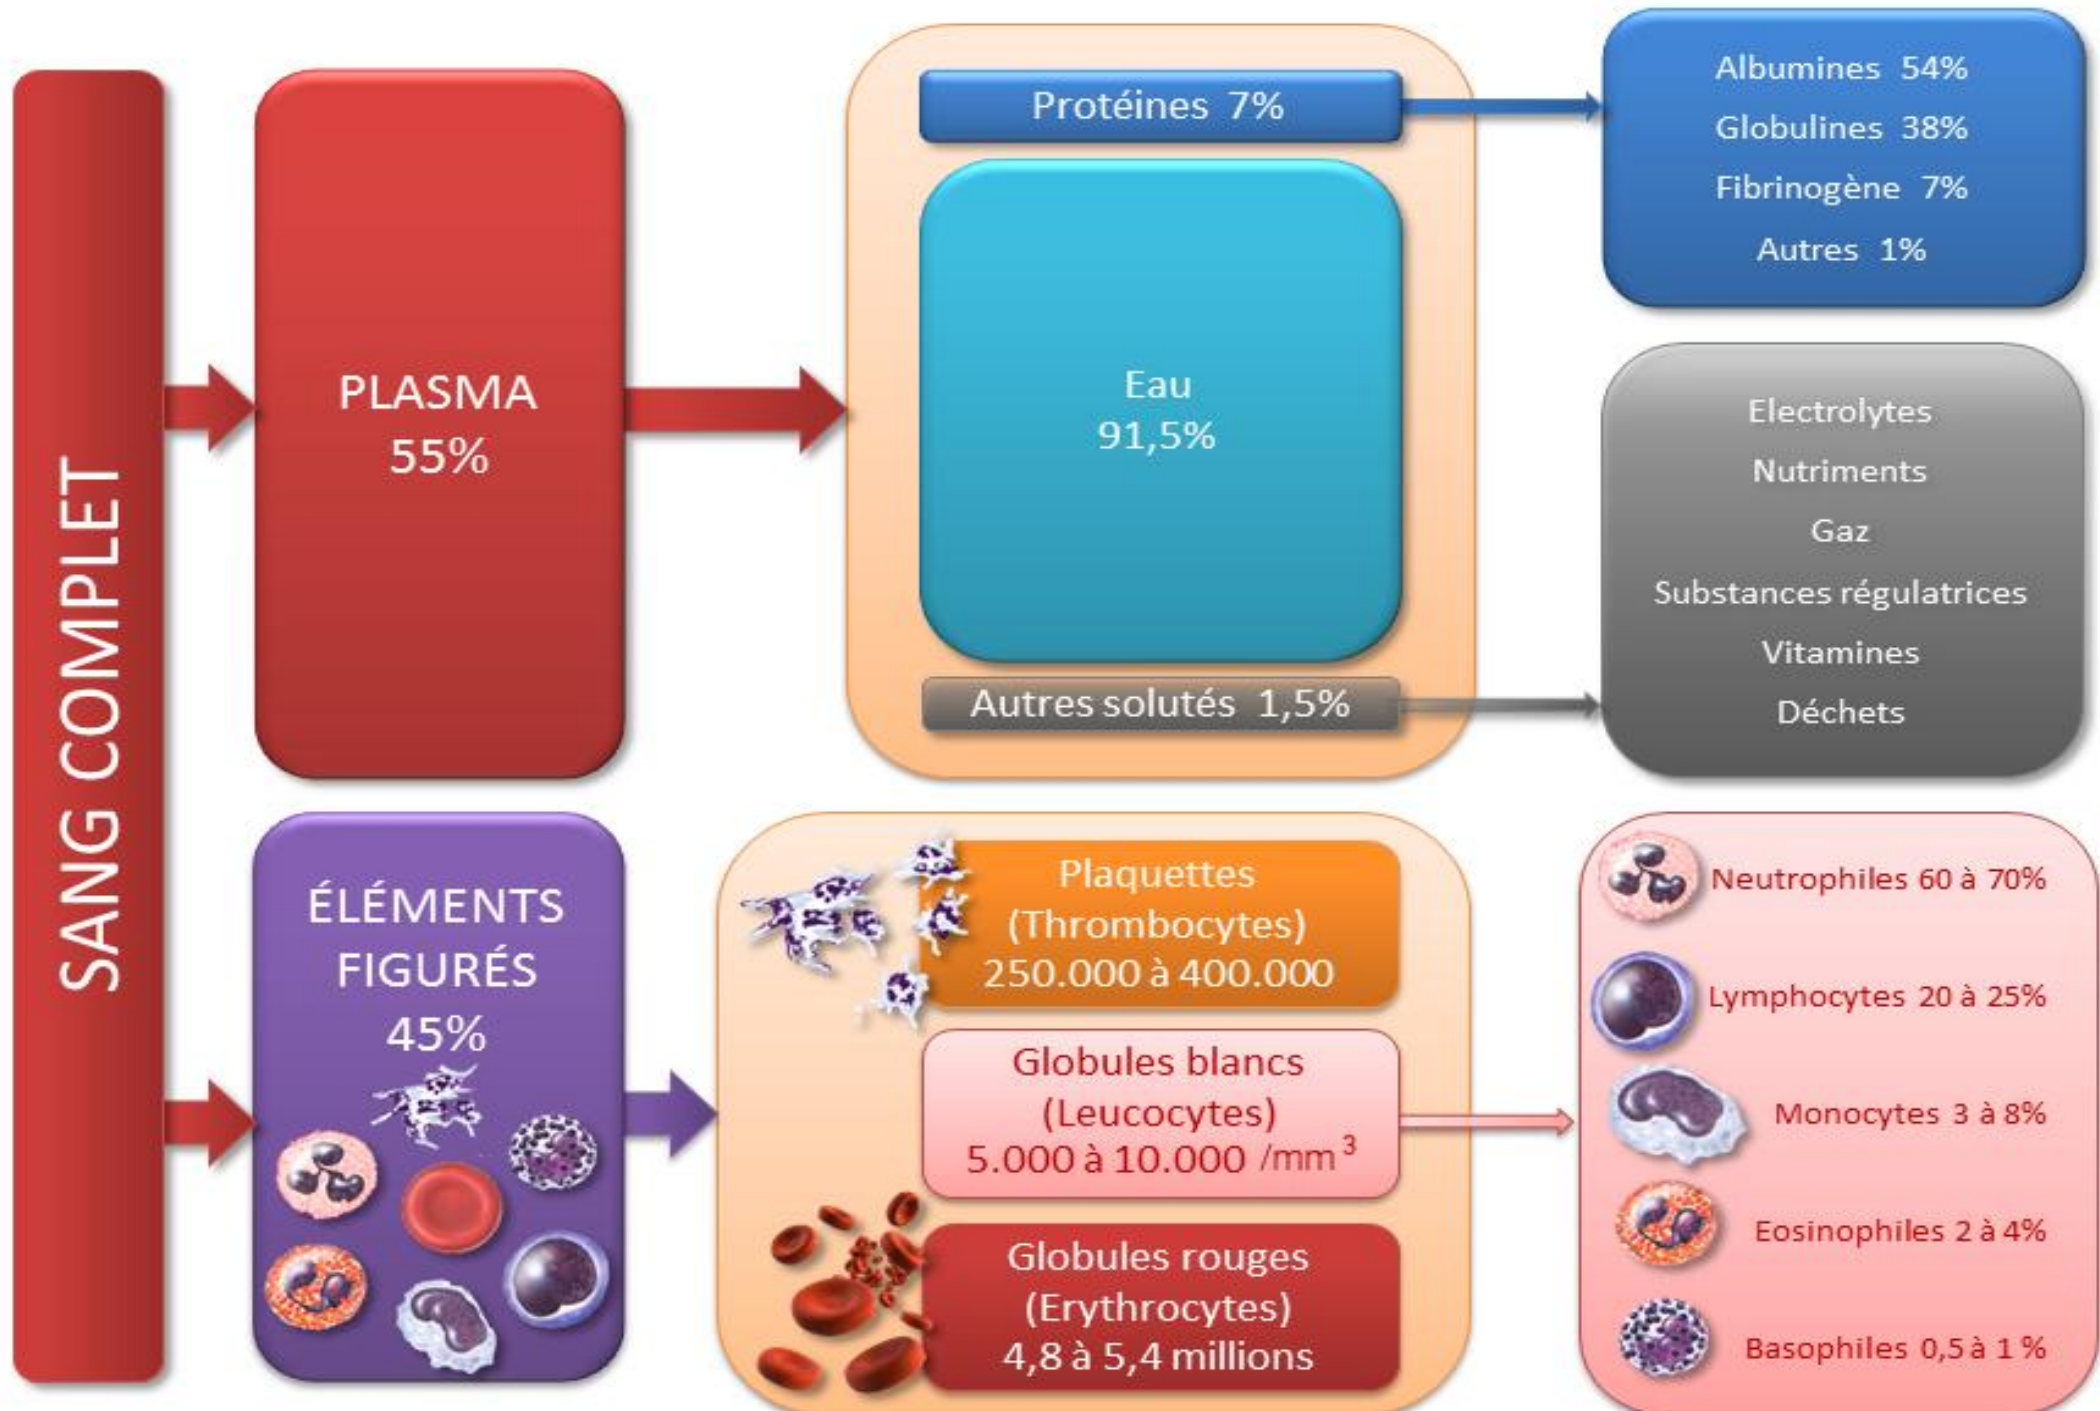 SANG COMPLET
PLASMA
55%
Protéines 7%
Eau
91,5%
Autres solutés 1,5%
Albumines 54%
Globulines 38%
Fibrinogène 7%
Autres 1%
Electrolytes
Nutriments
Gaz
Substances régulatrices
Vitamines
Déchets
ÉLÉMENTS
FIGURÉS
45%
Plaquettes
(Thrombocytes)
250.000 à 400.000
Globules blancs
(Leucocytes)
5.000 à 10.000 /mm³
Globules rouges
(Erythrocytes)
4,8 à 5,4 millions
Neutrophiles 60 à 70%
Lymphocytes 20 à 25%
Monocytes 3 à 8%
Eosinophiles 2 à 4%
Basophiles 0,5 à 1 %